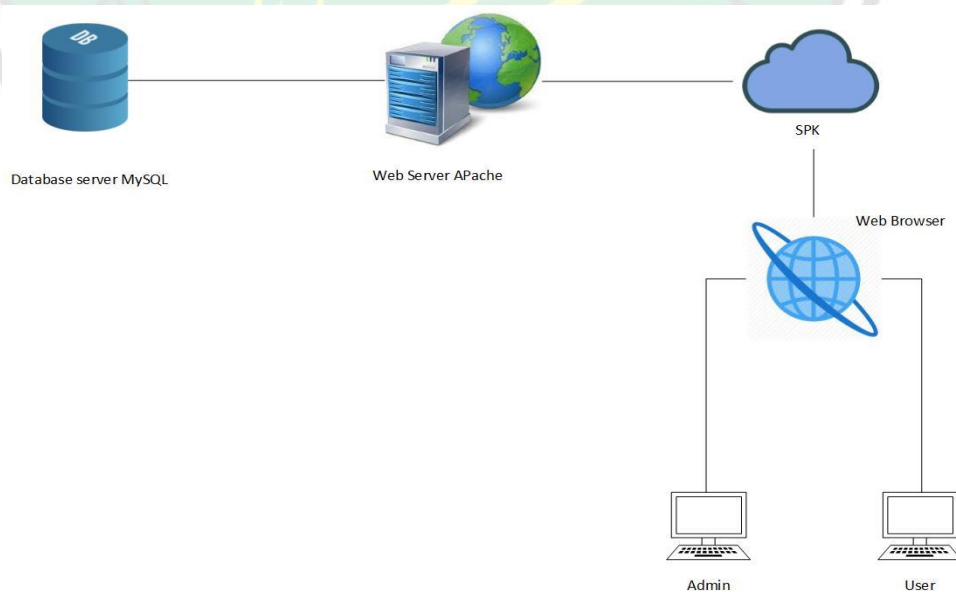 DB
Database server MySQL
Web Server APache
SPK
Web Browser
Admin
User